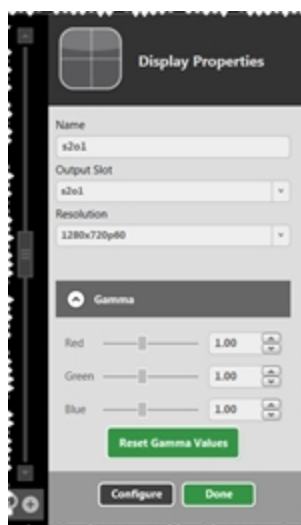 Display Properties
Name
s2o1
Output Slot
s2o1
Resolution
1280x720p60
Gamma
Red 1.00
Green 1.00
Blue 1.00
Reset Gamma Values
Configure Done